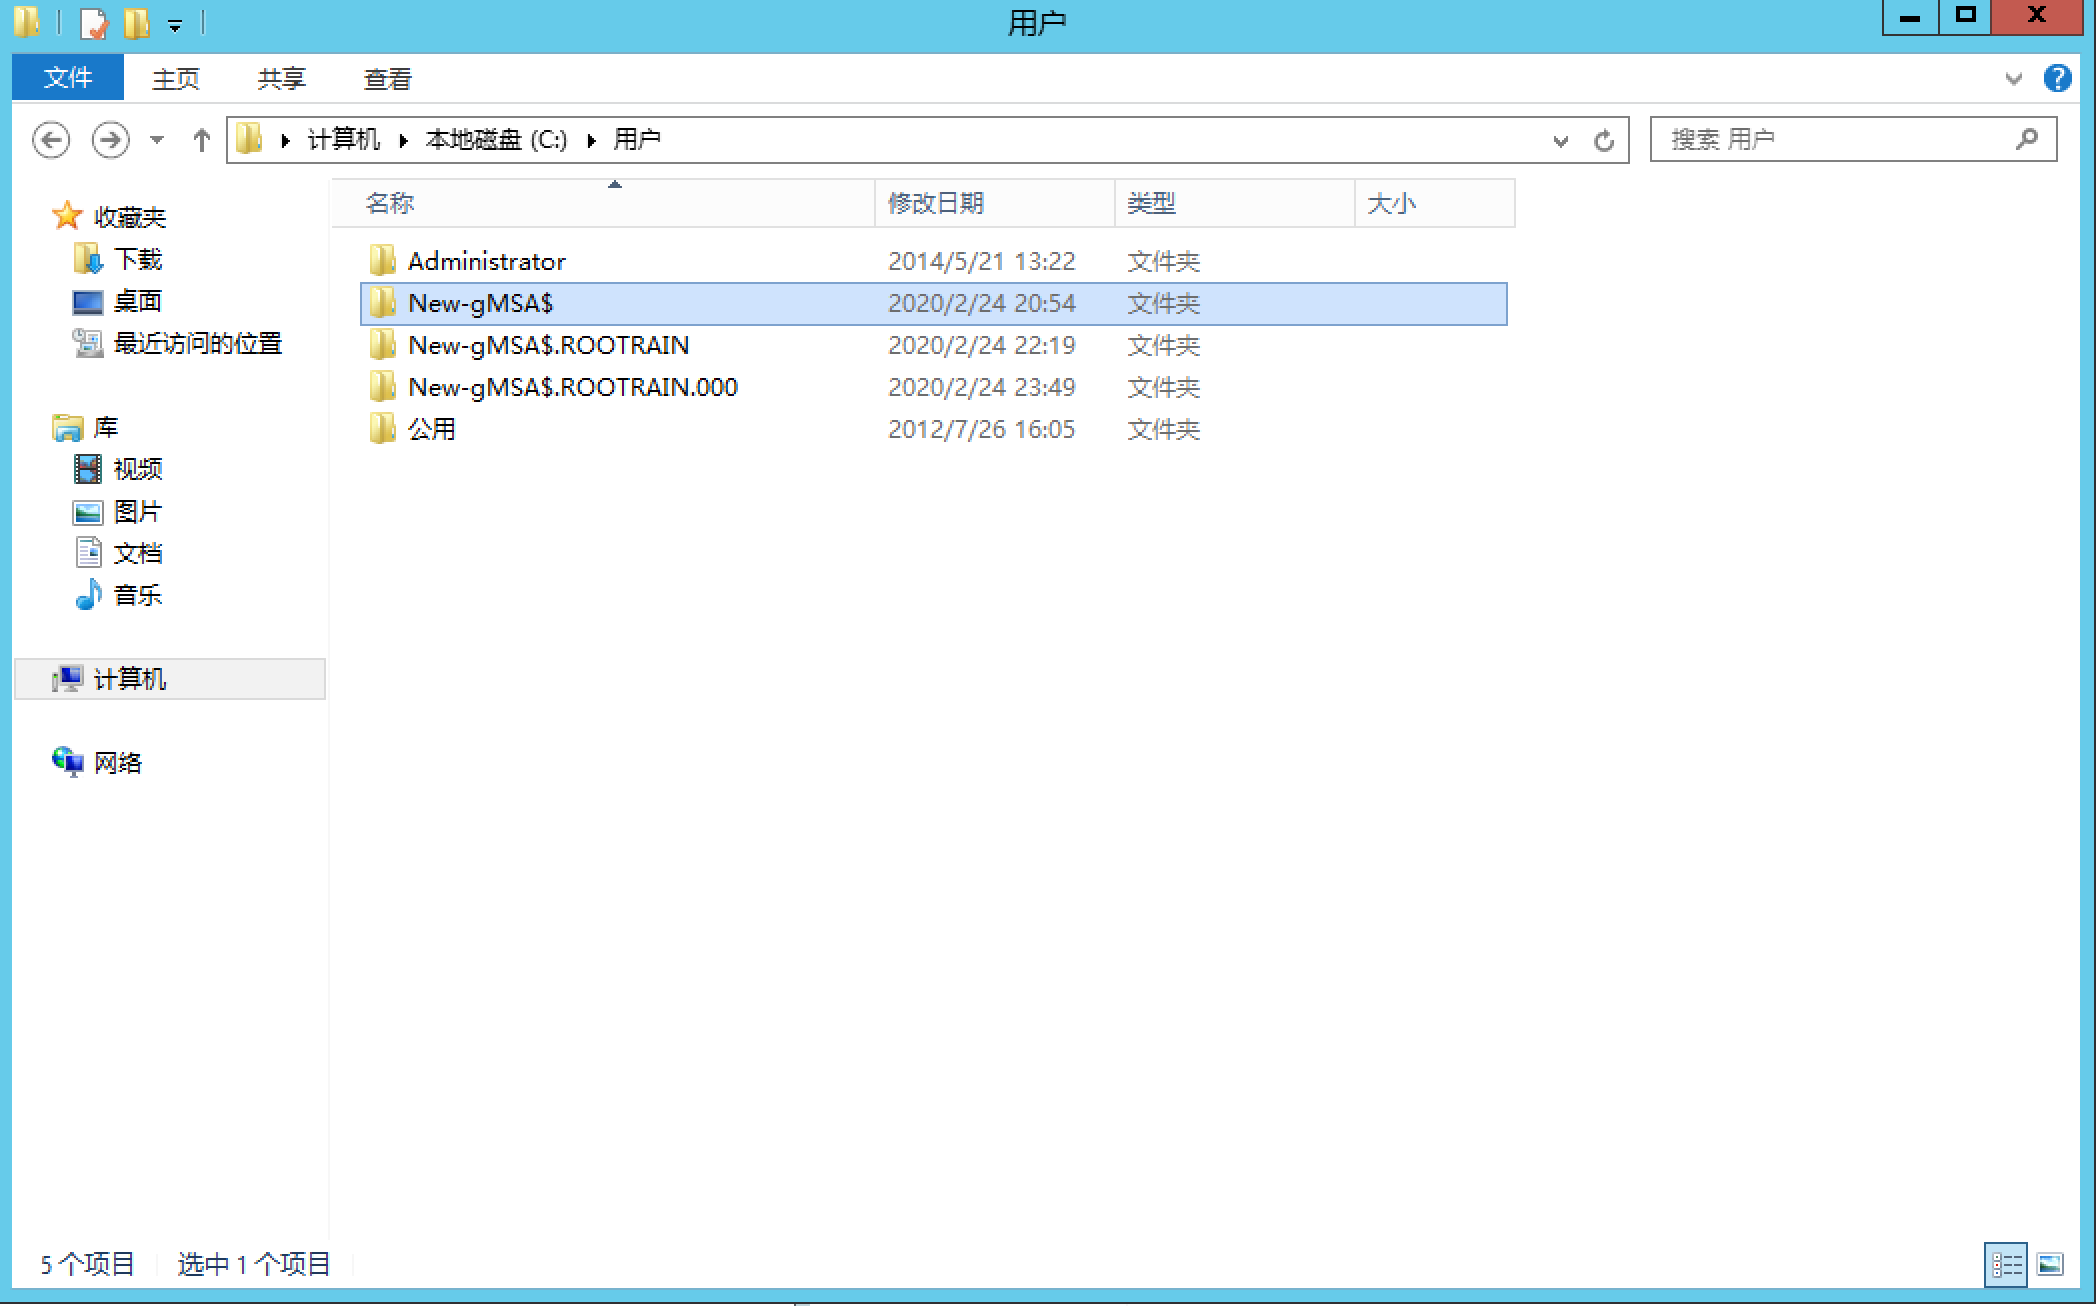 用户
文件 主页 共享 查看
计算机 本地磁盘 (C:) 用户
搜索 用户
收藏夹
下载
桌面
最近访问的位置
库
视频
图片
文档
音乐
计算机
网络
名称 修改日期 类型 大小
Administrator 2014/5/21 13:22 文件夹
New-gMSA$ 2020/2/24 20:54 文件夹
New-gMSA$.ROOTRAIN 2020/2/24 22:19 文件夹
New-gMSA$.ROOTRAIN.000 2020/2/24 23:49 文件夹
公用 2012/7/26 16:05 文件夹
5 个项目 选中 1 个项目